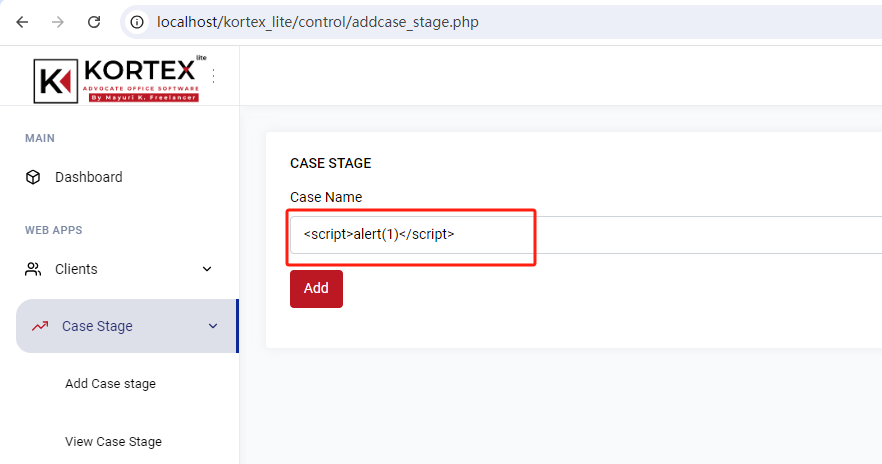 localhost/kortex_lite/control/addcase_stage.php
KORTEX lite
ADVOCATE OFFICE SOFTWARE
By Mayuri K. Freelancer
MAIN
Dashboard
WEB APPS
Clients
Case Stage
Add Case stage
View Case Stage
CASE STAGE
Case Name
<script>alert(1)</script>
Add